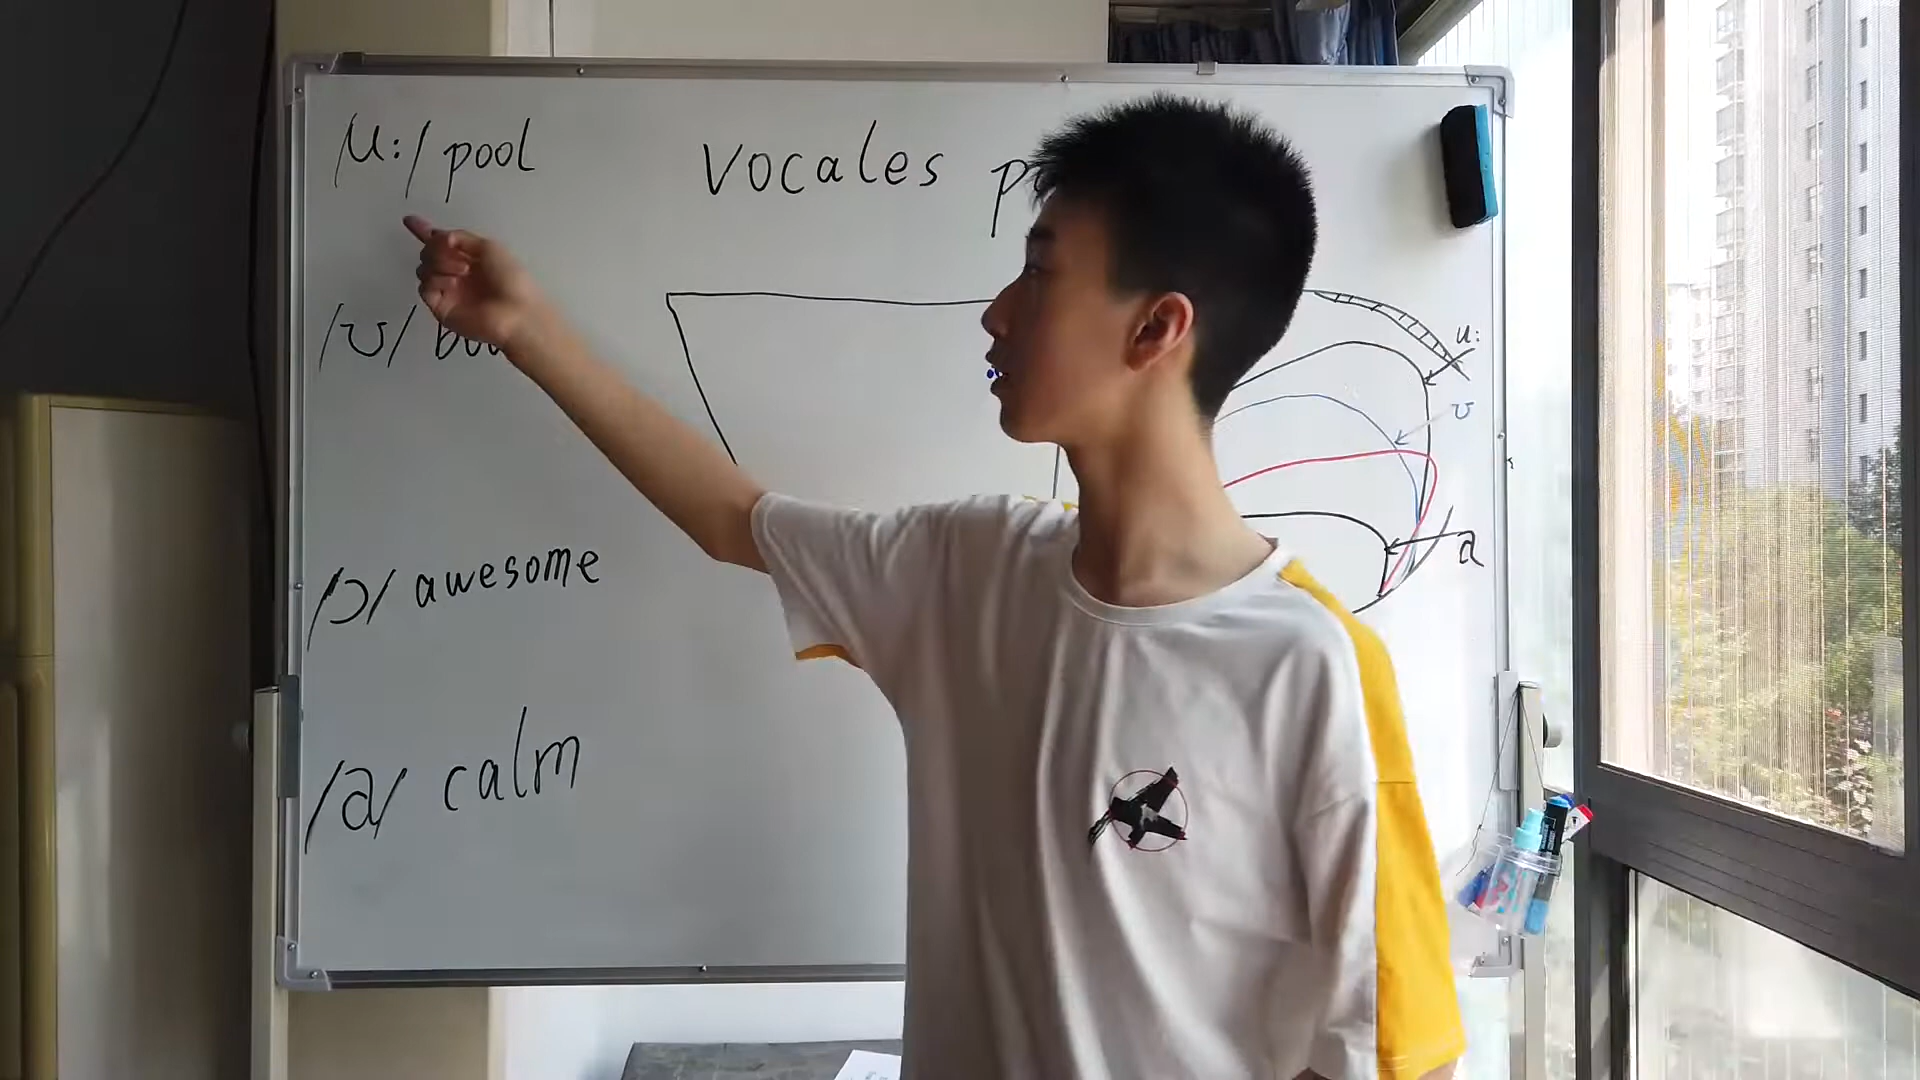 /u:/ pool
vocales
/ʊ/
/ɔ/ awesome
/a/ calm
u:
ʊ
a